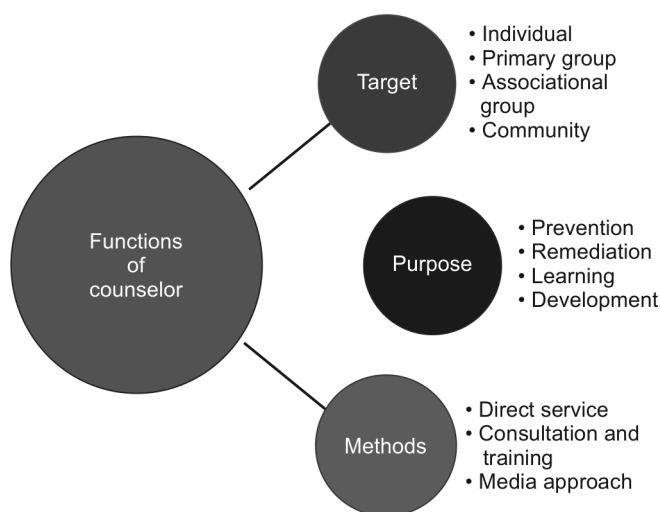 Functions
of
counselor
Target
• Individual
• Primary group
• Associational
group
• Community
Purpose
• Prevention
• Remediation
• Learning
• Development
Methods
• Direct service
• Consultation and
training
• Media approach